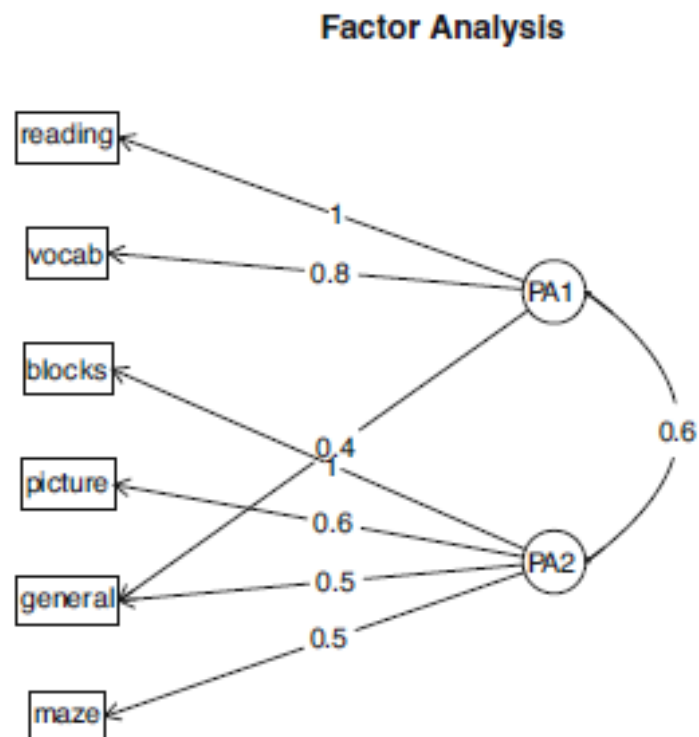 Factor Analysis
reading
1
vocab
0.8
PA1
blocks
0.6
0.4
1
picture
0.6
PA2
general
0.5
0.5
maze